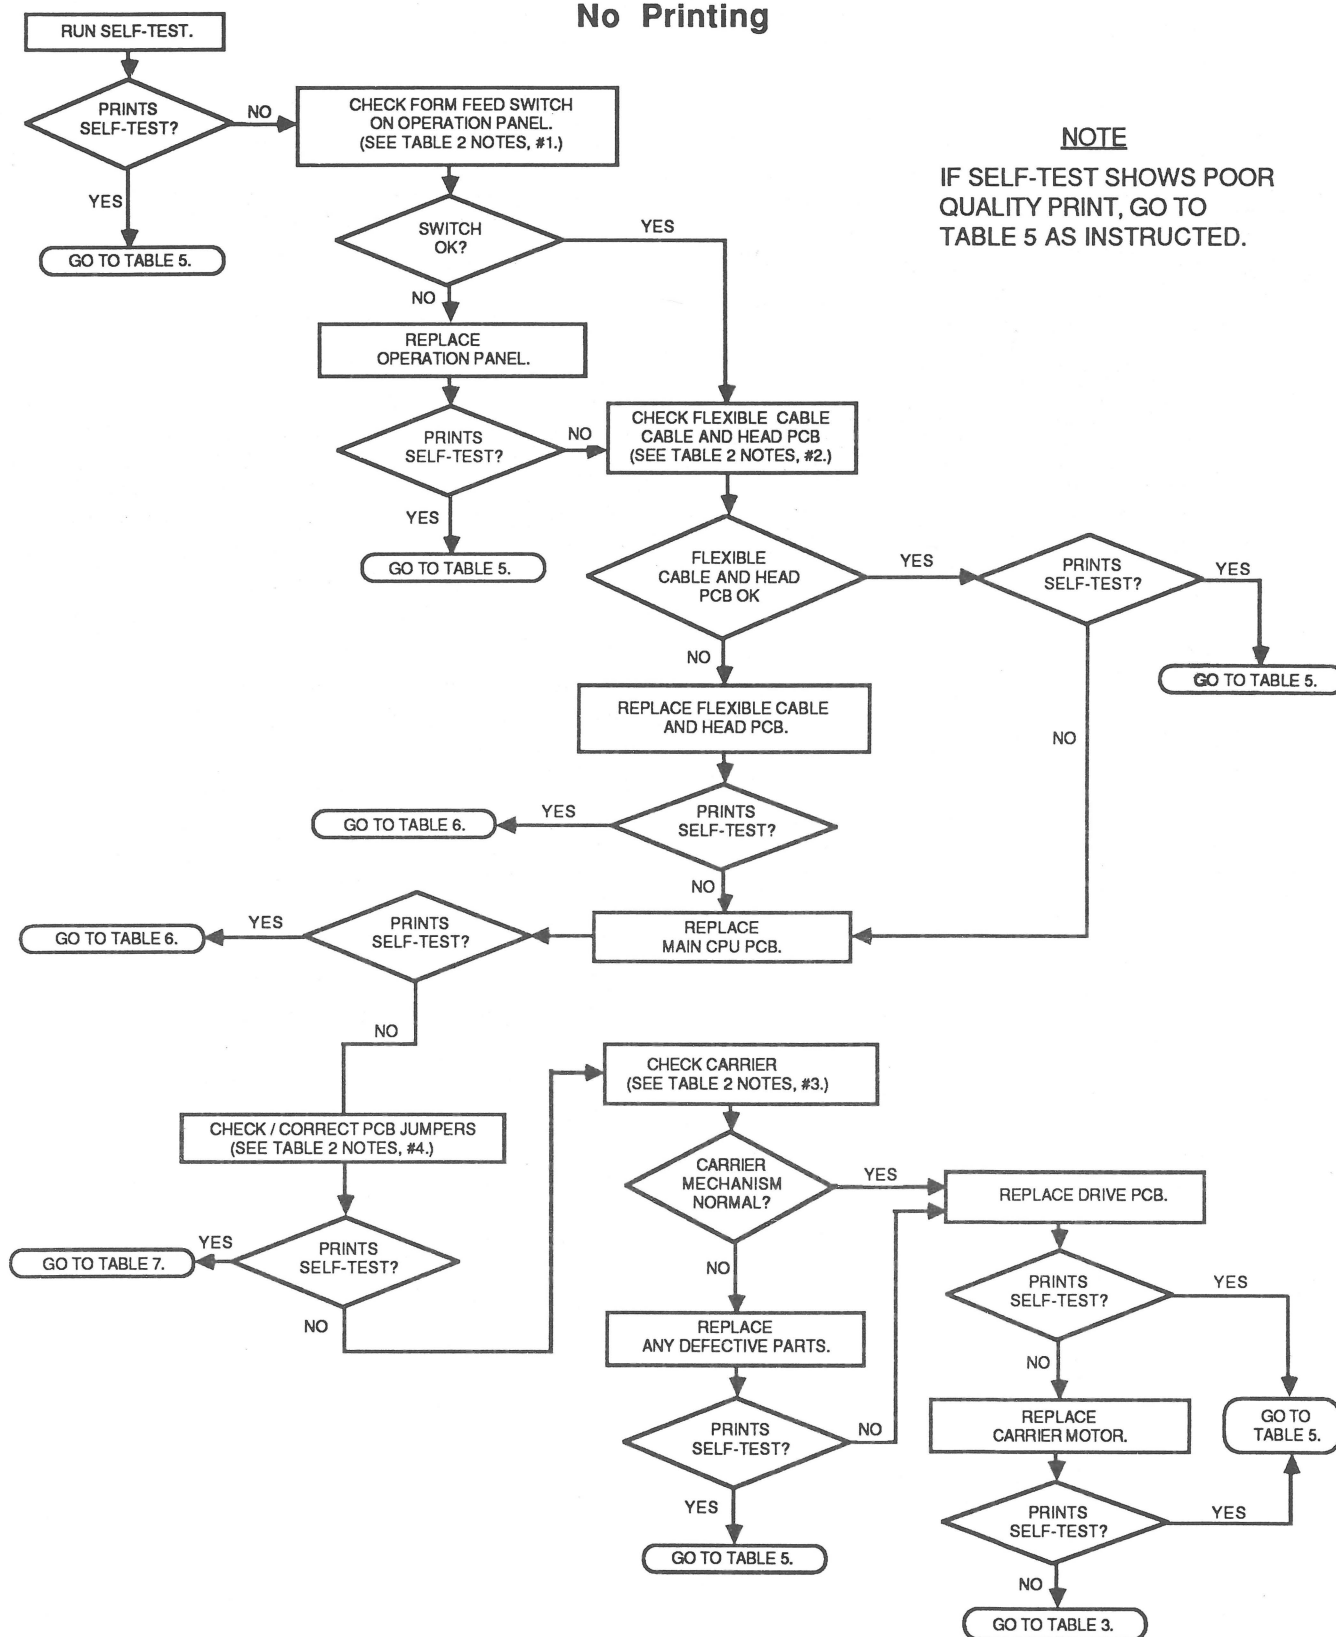 No Printing
RUN SELF-TEST.
PRINTS
SELF-TEST?
NO
YES
GO TO TABLE 5.
CHECK FORM FEED SWITCH
ON OPERATION PANEL.
(SEE TABLE 2 NOTES, #1.)
NOTE
IF SELF-TEST SHOWS POOR
QUALITY PRINT, GO TO
TABLE 5 AS INSTRUCTED.
SWITCH
OK?
YES
NO
REPLACE
OPERATION PANEL.
PRINTS
SELF-TEST?
NO
YES
GO TO TABLE 5.
CHECK FLEXIBLE CABLE
CABLE AND HEAD PCB
(SEE TABLE 2 NOTES, #2.)
FLEXIBLE
CABLE AND HEAD
PCB OK
YES
NO
PRINTS
SELF-TEST?
YES
GO TO TABLE 5.
NO
REPLACE FLEXIBLE CABLE
AND HEAD PCB.
PRINTS
SELF-TEST?
YES
GO TO TABLE 6.
NO
REPLACE
MAIN CPU PCB.
PRINTS
SELF-TEST?
YES
GO TO TABLE 6.
NO
CHECK / CORRECT PCB JUMPERS
(SEE TABLE 2 NOTES, #4.)
PRINTS
SELF-TEST?
YES
GO TO TABLE 7.
NO
CHECK CARRIER
(SEE TABLE 2 NOTES, #3.)
CARRIER
MECHANISM
NORMAL?
YES
NO
REPLACE
ANY DEFECTIVE PARTS.
PRINTS
SELF-TEST?
NO
YES
GO TO TABLE 5.
REPLACE DRIVE PCB.
PRINTS
SELF-TEST?
YES
NO
REPLACE
CARRIER MOTOR.
GO TO
TABLE 5.
PRINTS
SELF-TEST?
YES
NO
GO TO TABLE 3.